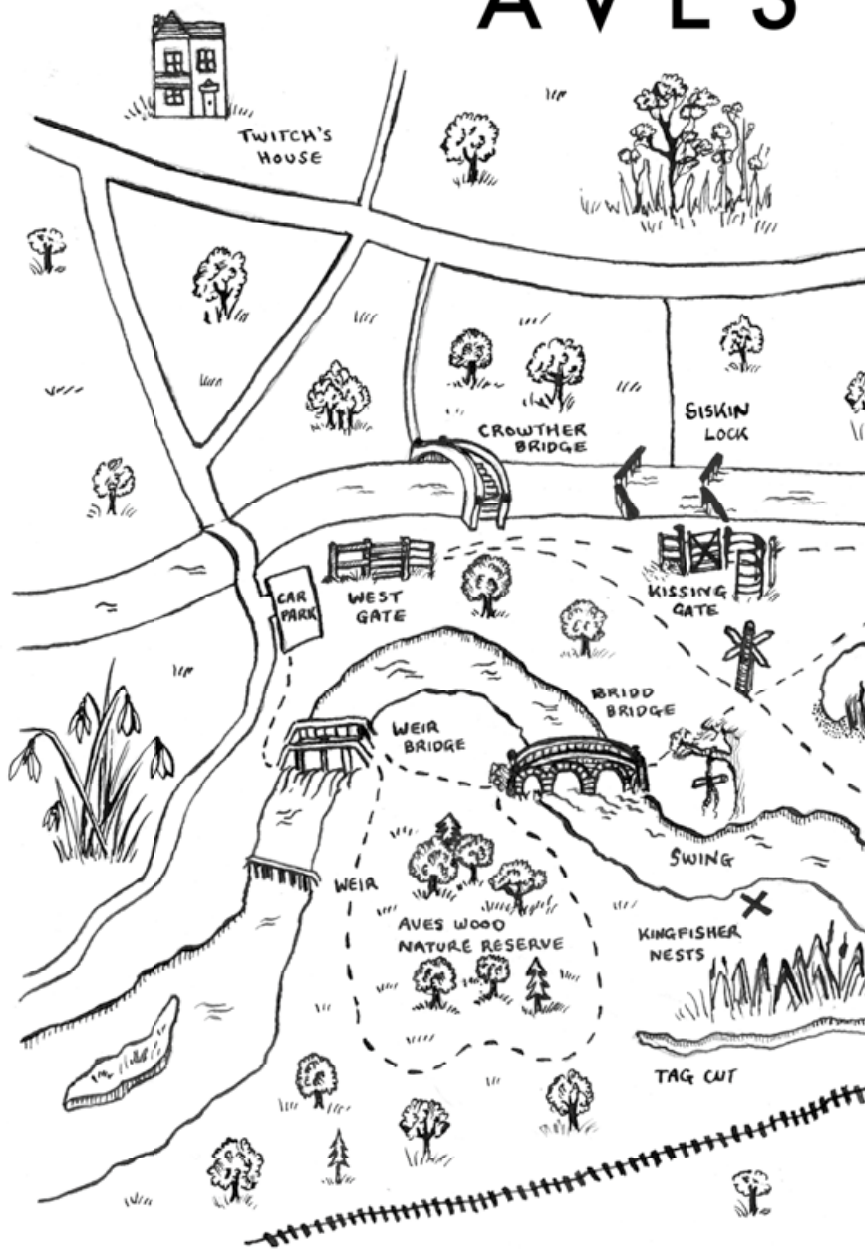 AVES
TWITCH'S
HOUSE
CROWTHER
BRIDGE
SISKIN
LOCK
CAR
PARK
WEST
GATE
KISSING
GATE
BRIDD
BRIDGE
WEIR
BRIDGE
SWING
WEIR
AVES WOOD
NATURE RESERVE
KINGFISHER
NESTS
TAG CUT